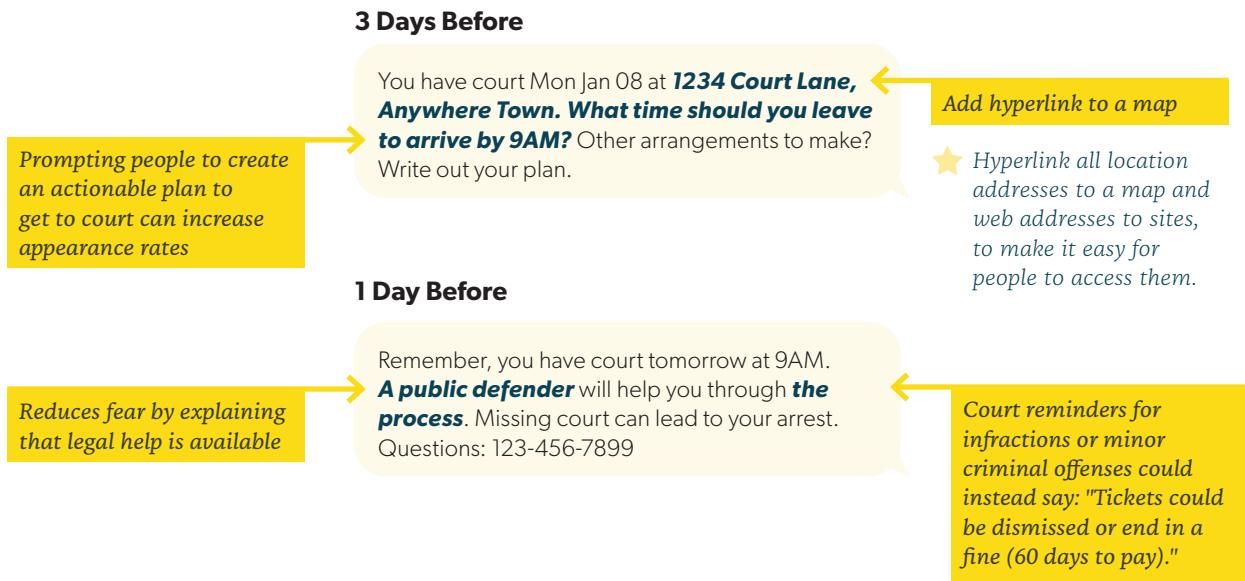 3 Days Before
You have court Mon Jan 08 at 1234 Court Lane,
Anywhere Town. What time should you leave
to arrive by 9AM? Other arrangements to make?
Write out your plan.
Add hyperlink to a map
Hyperlink all location
addresses to a map and
web addresses to sites,
to make it easy for
people to access them.
Prompting people to create
an actionable plan to
get to court can increase
appearance rates
1 Day Before
Remember, you have court tomorrow at 9AM.
A public defender will help you through the
process. Missing court can lead to your arrest.
Questions: 123-456-7899
Reduces fear by explaining
that legal help is available
Court reminders for
infractions or minor
criminal offenses could
instead say: "Tickets could
be dismissed or end in a
fine (60 days to pay)."